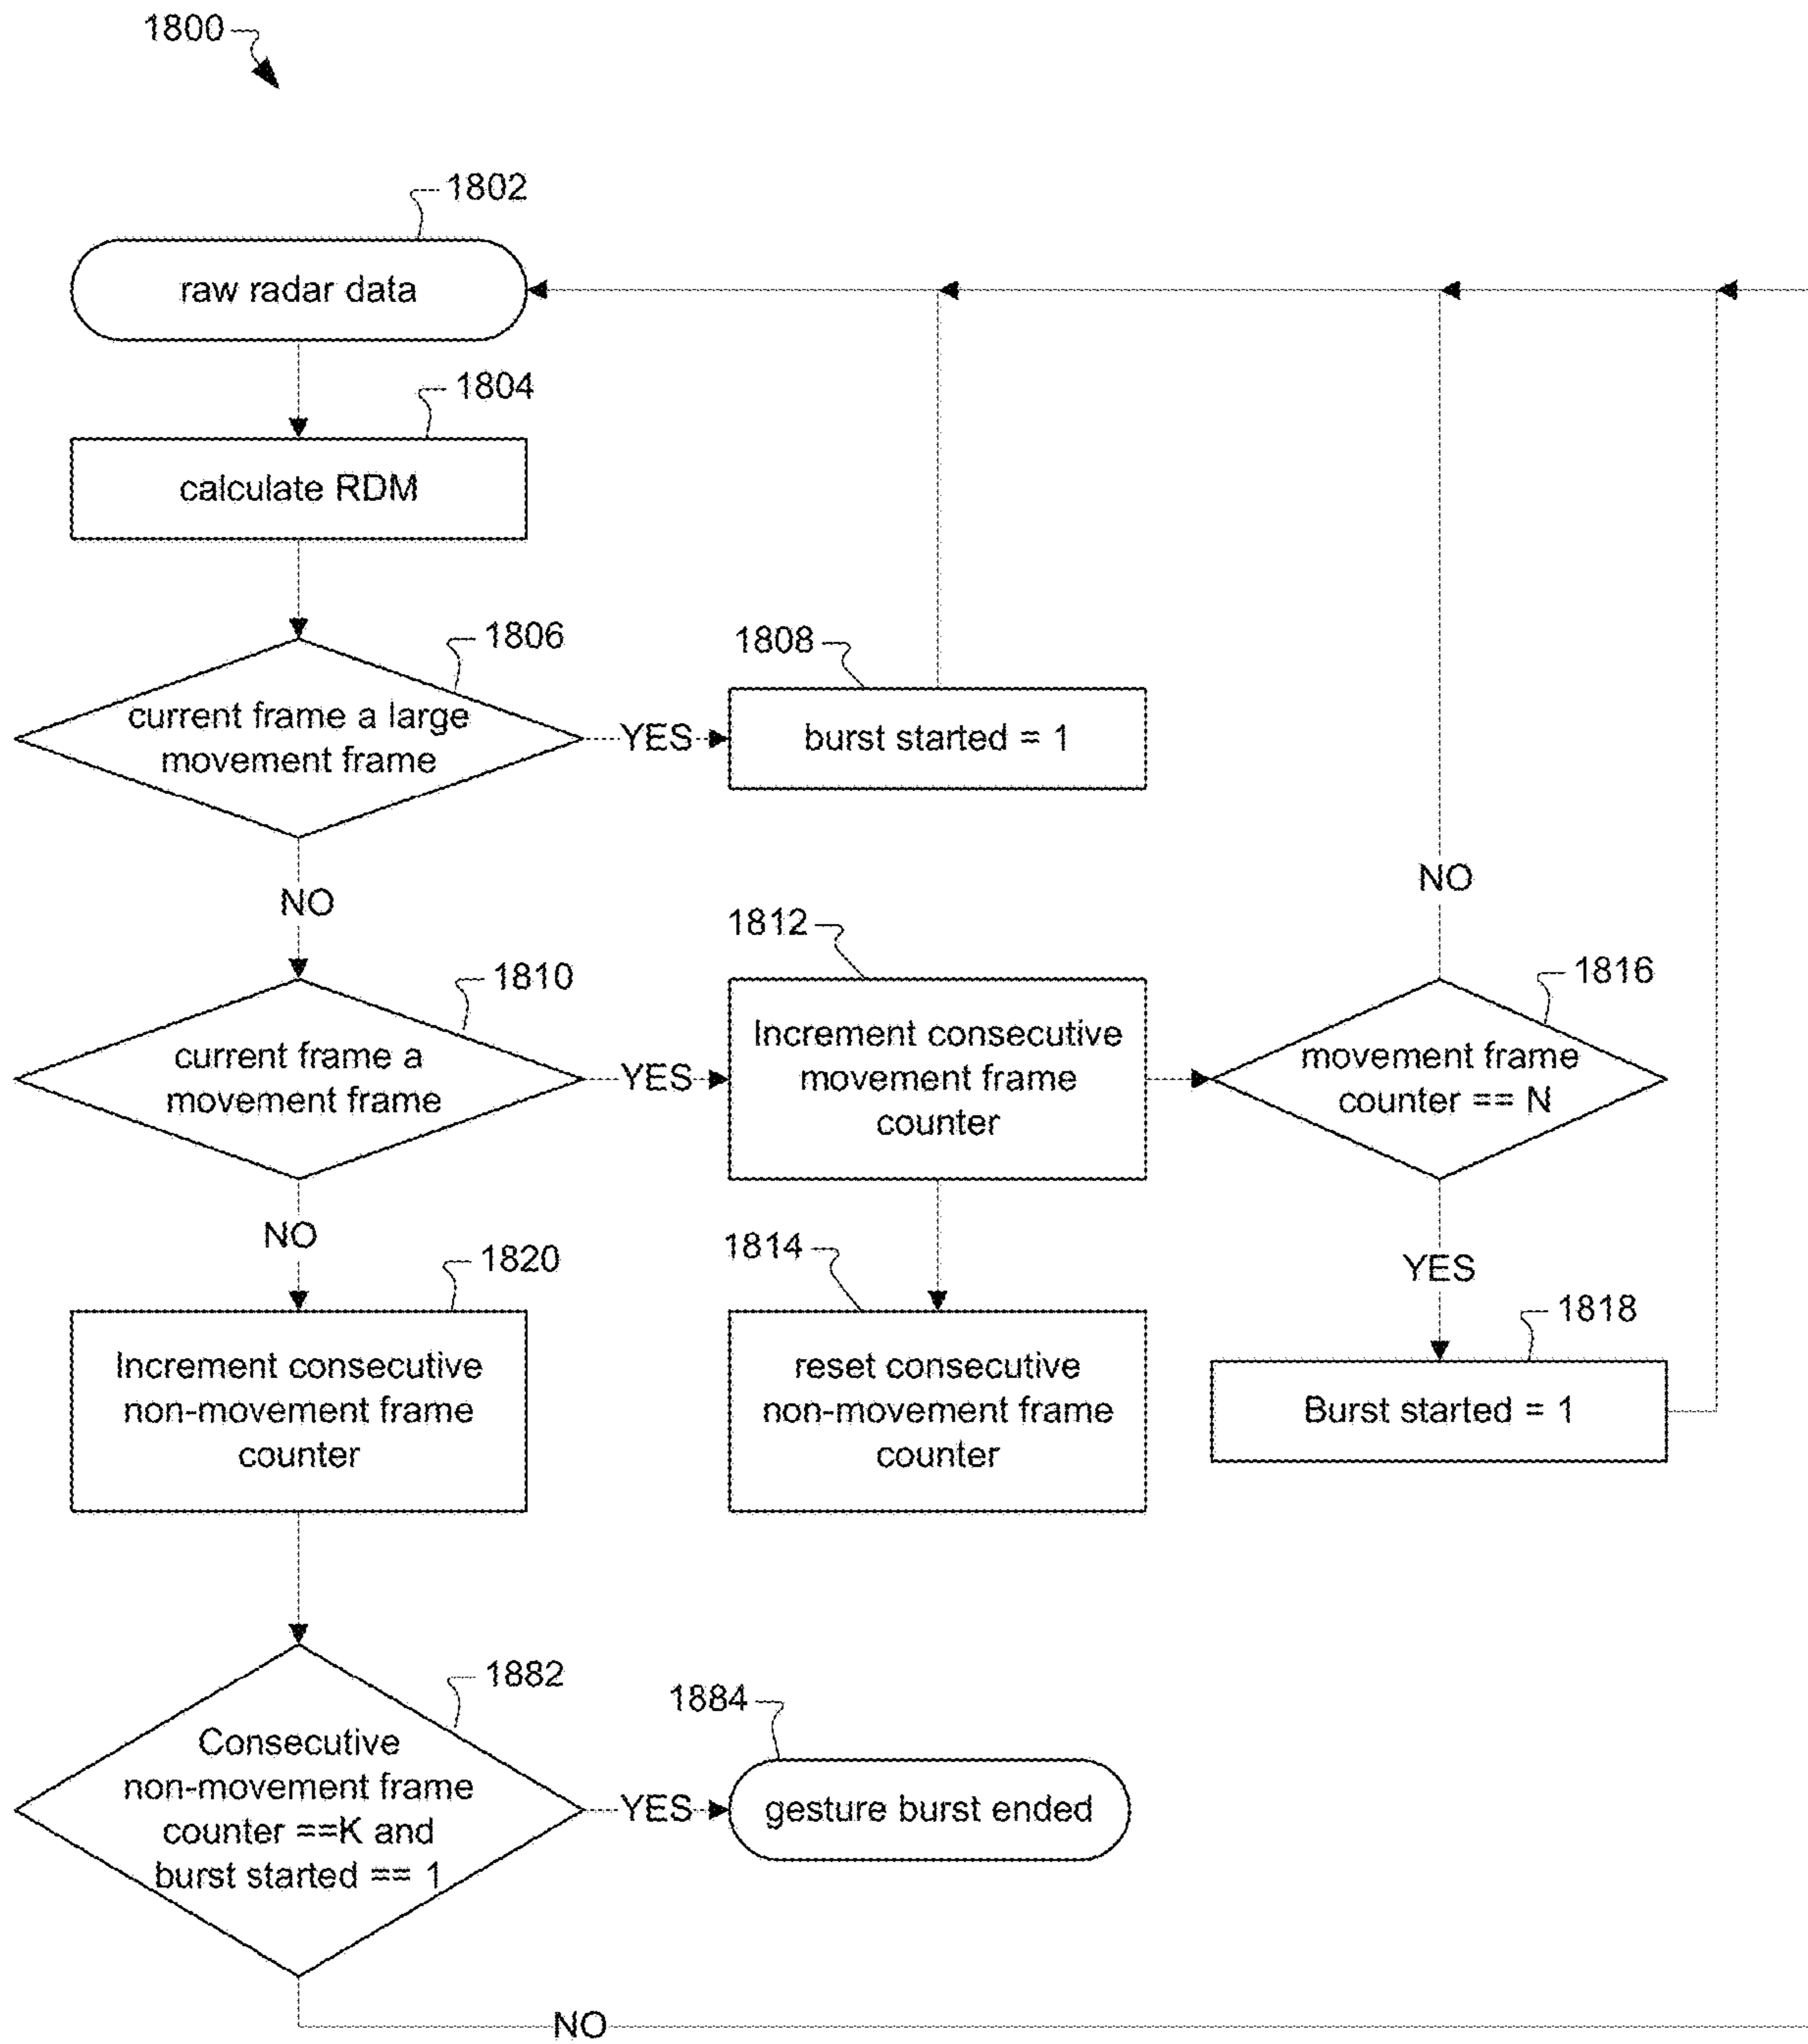 1800
1802
raw radar data
1804
calculate RDM
1806
current frame a large
movement frame
YES
1808
burst started = 1
NO
1810
current frame a
movement frame
YES
1812
Increment consecutive
movement frame
counter
1816
movement frame
counter == N
NO
YES
1814
reset consecutive
non-movement frame
counter
1818
Burst started = 1
NO
1820
Increment consecutive
non-movement frame
counter
1882
Consecutive
non-movement frame
counter ==K and
burst started == 1
YES
1884
gesture burst ended
NO